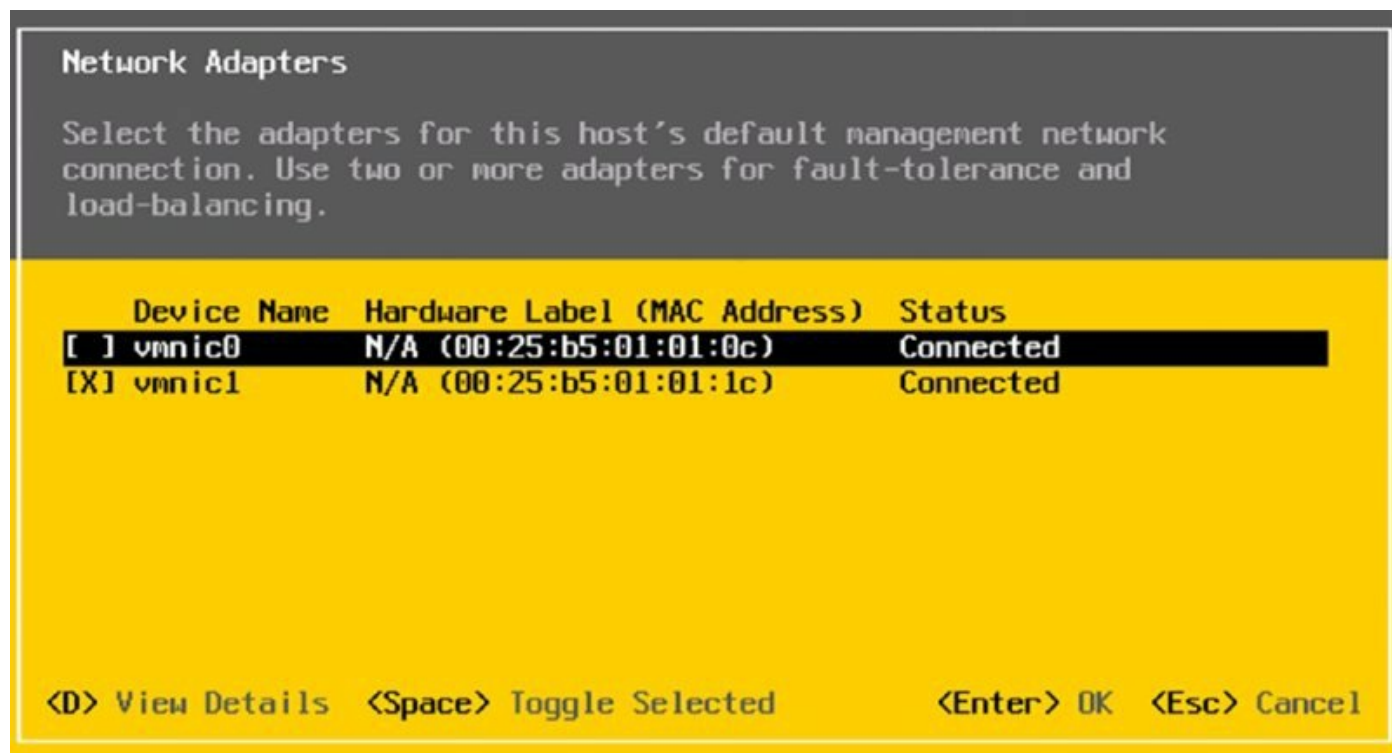 Network Adapters
Select the adapters for this host's default management network
connection. Use two or more adapters for fault-tolerance and
load-balancing.
Device Name Hardware Label (MAC Address) Status
[ ] vmnic0 N/A (00:25:b5:01:01:0c) Connected
[X] vmnic1 N/A (00:25:b5:01:01:1c) Connected
<D> View Details <Space> Toggle Selected <Enter> OK <Esc> Cancel